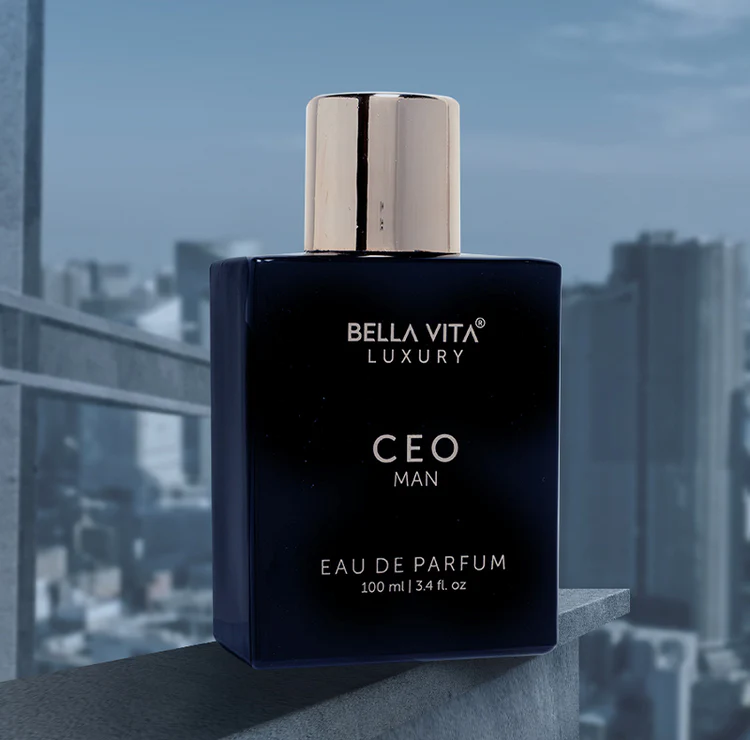 BELLA VITA®
LUXURY
CEO
MAN
EAU DE PARFUM
100 ml | 3.4 fl. oz